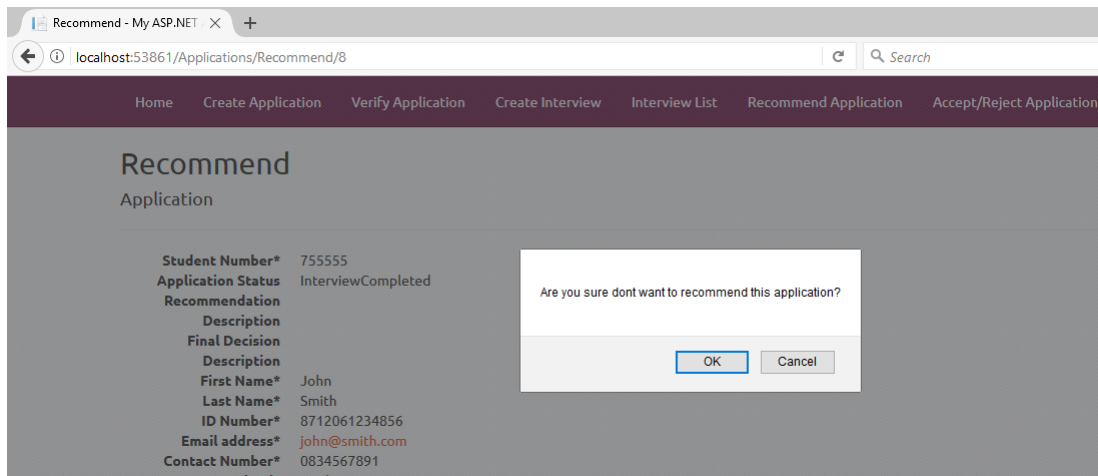 Recommend - My ASP.NET
localhost:53861/Applications/Recommend/8
Search
Home Create Application Verify Application Create Interview Interview List Recommend Application Accept/Reject Application
Recommend
Application
Student Number* 755555
Application Status InterviewCompleted
Recommendation
Description
Final Decision
Description
First Name* John
Last Name* Smith
ID Number* 8712061234856
Email address* john@smith.com
Contact Number* 0834567891
Are you sure dont want to recommend this application?
OK Cancel